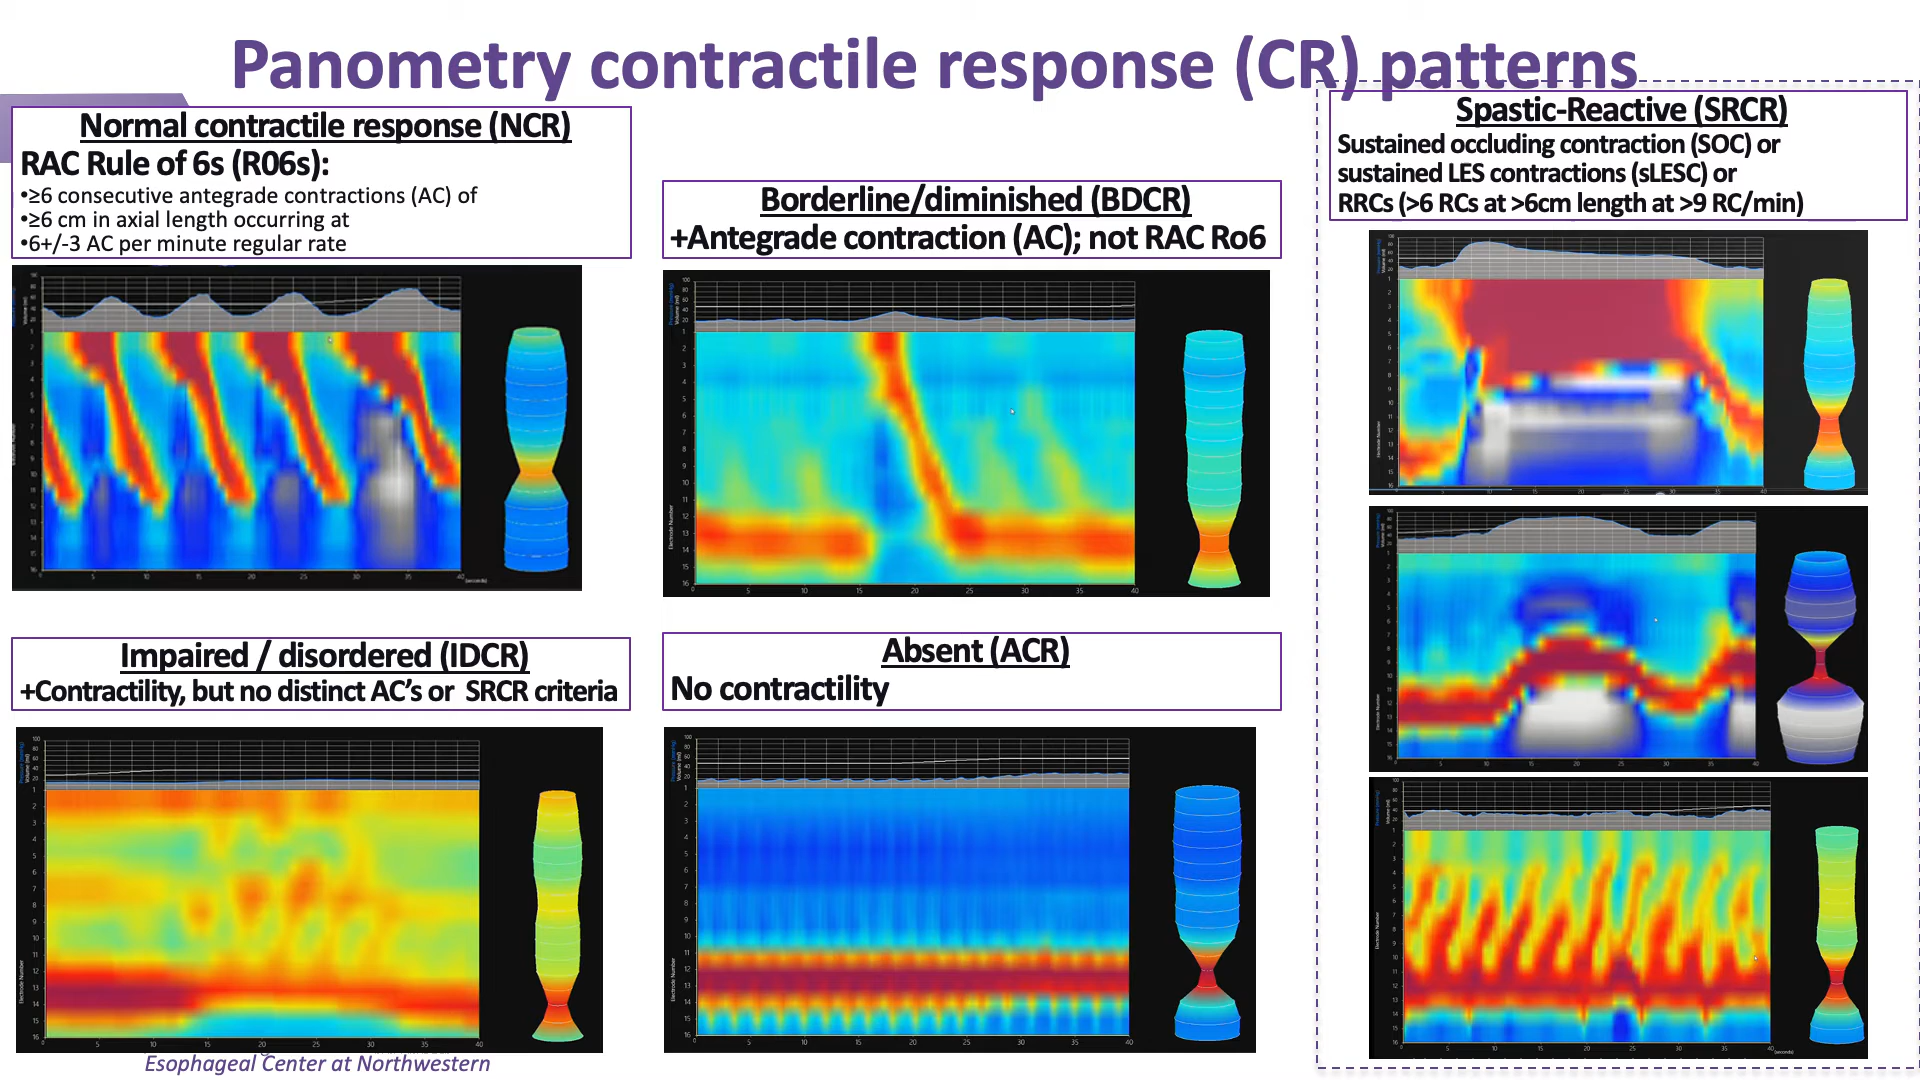 Panometry contractile response (CR) patterns
Normal contractile response (NCR)
RAC Rule of 6s (R06s):
•≥6 consecutive antegrade contractions (AC) of
•≥6 cm in axial length occurring at
•6+/-3 AC per minute regular rate
Borderline/diminished (BDCR)
+Antegrade contraction (AC); not RAC Ro6
Spastic-Reactive (SRCR)
Sustained occluding contraction (SOC) or
sustained LES contractions (sLESC) or
RRCs (>6 RCs at >6cm length at >9 RC/min)
Impaired / disordered (IDCR)
+Contractility, but no distinct AC’s or SRCR criteria
Absent (ACR)
No contractility
Esophageal Center at Northwestern